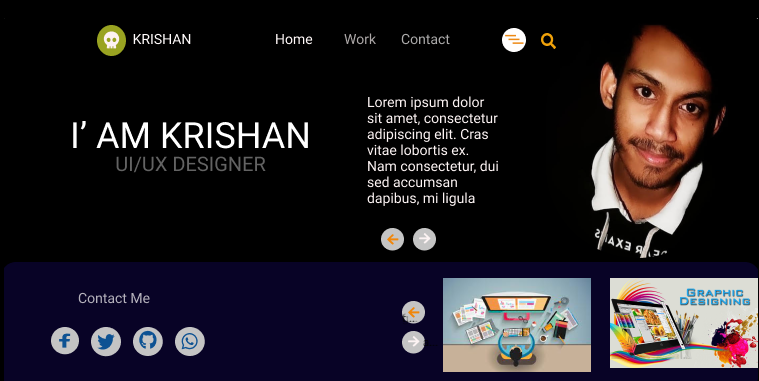 KRISHAN
Home Work Contact
I’ AM KRISHAN
UI/UX DESIGNER
Lorem ipsum dolor
sit amet, consectetur
adipiscing elit. Cras
vitae lobortis ex.
Nam consectetur, dui
sed accumsan
dapibus, mi ligula
Contact Me
GRAPHIC
DESIGNING